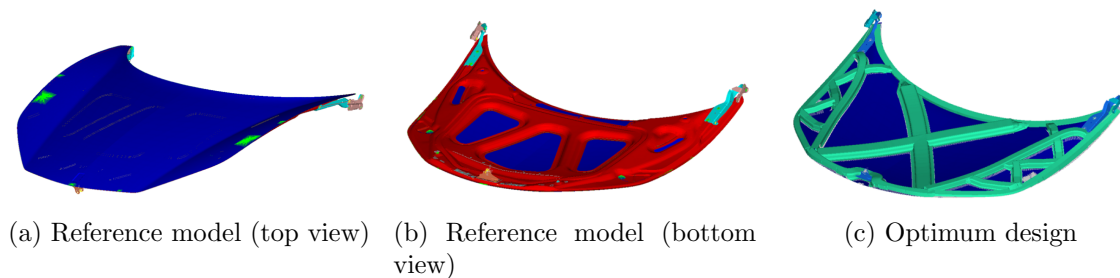 (a) Reference model (top view)
(b) Reference model (bottom
view)
(c) Optimum design